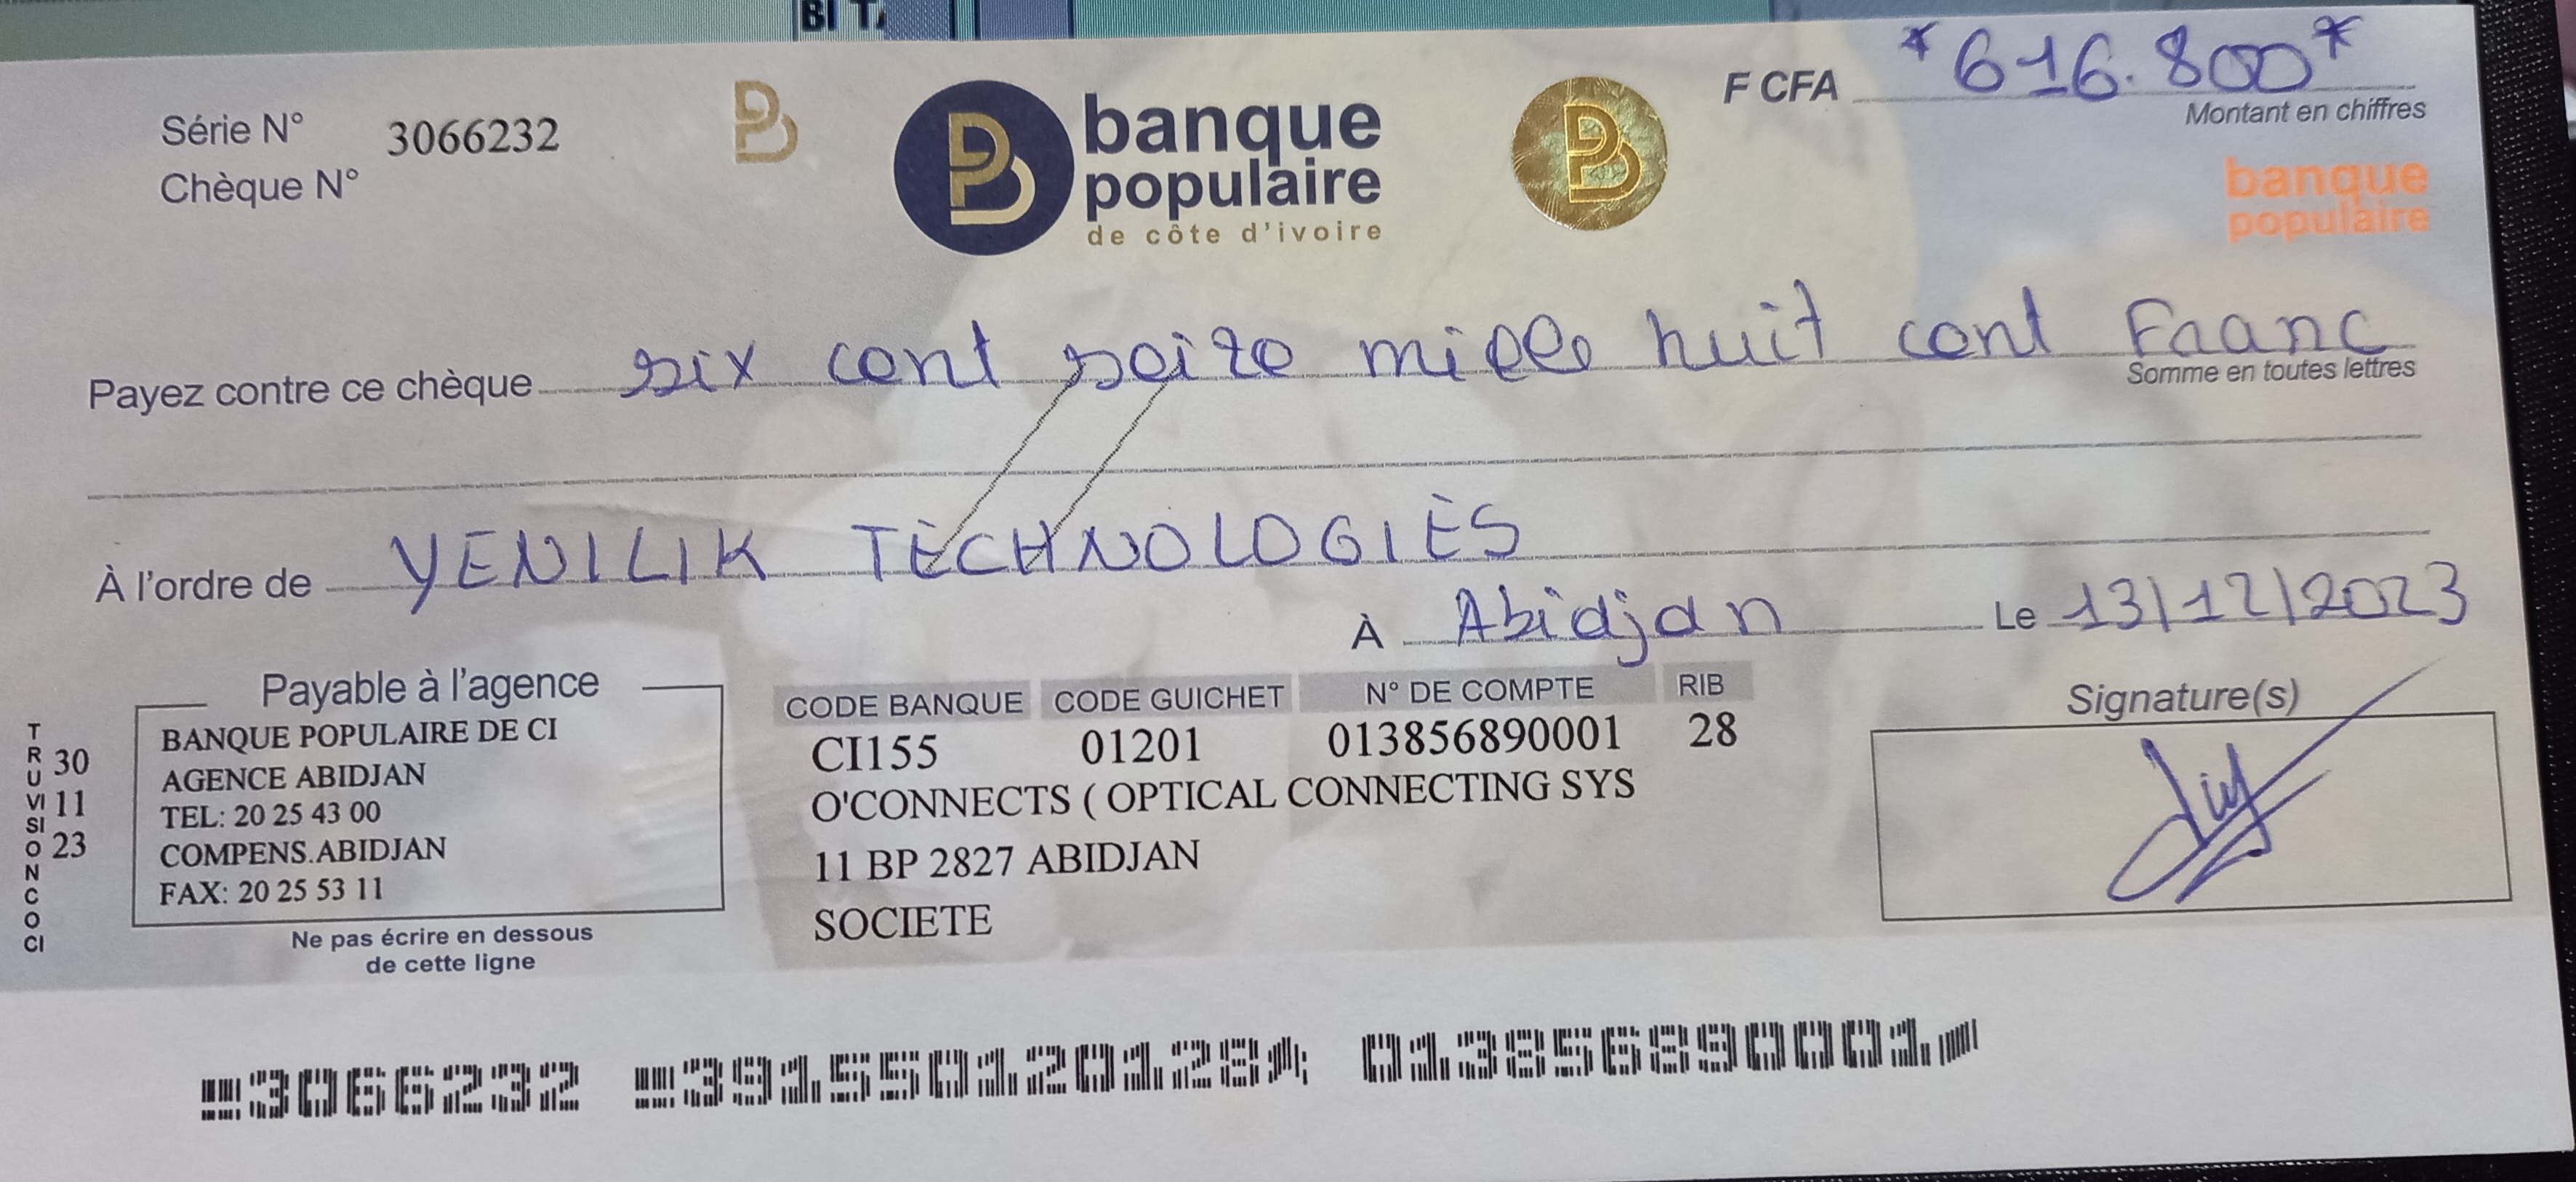 BI TA
Série N° 3066232
Chèque N°
banque
populaire
de côte d'ivoire
F CFA *616.800*
Montant en chiffres
banque
populaire
Payez contre ce chèque six cent seize mille huit cent Franc
Somme en toutes lettres
À l'ordre de YENILIK TECHNOLOGIES
À Abidjan Le 13/12/2023
Payable à l'agence
BANQUE POPULAIRE DE CI
AGENCE ABIDJAN
TEL: 20 25 43 00
COMPENS.ABIDJAN
FAX: 20 25 53 11
Ne pas écrire en dessous
de cette ligne
TRUVISIONCOCI
30
11
23
CODE BANQUE CODE GUICHET N° DE COMPTE RIB
CI155 01201 013856890001 28
O'CONNECTS ( OPTICAL CONNECTING SYS
11 BP 2827 ABIDJAN
SOCIETE
Signature(s)
3066232 391550120128 013856890001